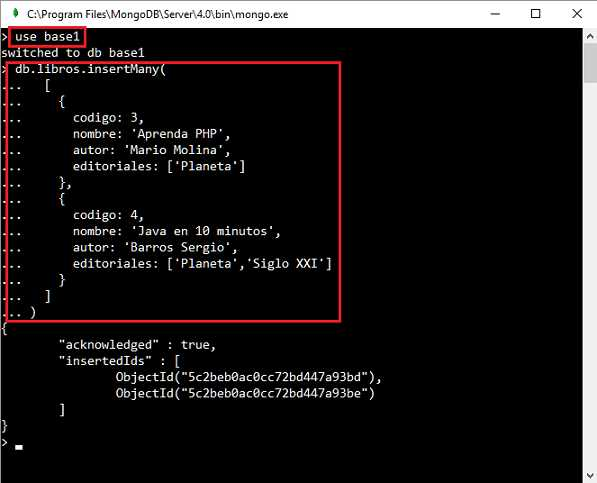 C:\Program Files\MongoDB\Server\4.0\bin\mongo.exe
> use base1
switched to db base1
> db.libros.insertMany(
...   [
...     {
...       codigo: 3,
...       nombre: 'Aprenda PHP',
...       autor: 'Mario Molina',
...       editoriales: ['Planeta']
...     },
...     {
...       codigo: 4,
...       nombre: 'Java en 10 minutos',
...       autor: 'Barros Sergio',
...       editoriales: ['Planeta','Siglo XXI']
...     }
...   ]
... )
{
        "acknowledged" : true,
        "insertedIds" : [
                ObjectId("5c2beb0ac0cc72bd447a93bd"),
                ObjectId("5c2beb0ac0cc72bd447a93be")
        ]
}
>